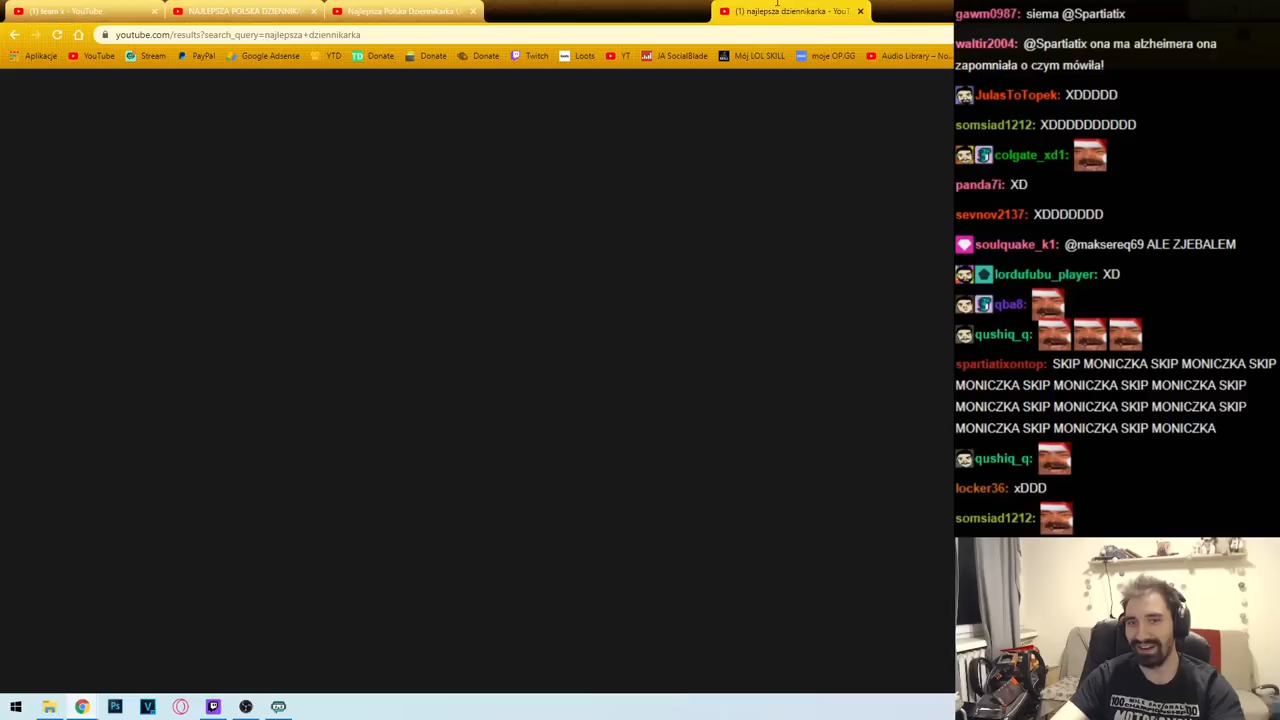 (1) team x - YouTube
NAJLEPSZA POLSKA DZIENNIKA
Najlepsza Polska Dziennikarka
(1) najlepsza dziennikarka - YouT
youtube.com/results?search_query=najlepsza+dziennikarka
Aplikacje YouTube Stream PayPal Google Adsense YTD Donate Donate Donate Twitch Loots YT JA SocialBlade Mój LOL SKILL moje OP.GG Audio Library – No...
gawm0987: siema @Spartiatix
waltir2004: @Spartiatix ona ma alzheimera ona
zapomniała o czym mówiła!
JulasToTopek: XDDDDD
somsiad1212: XDDDDDDDDDD
colgate_xd1:
panda7i: XD
sevnov2137: XDDDDDDD
soulquake_k1: @maksereq69 ALE ZJEBALEM
lordufubu_player: XD
qba8:
qushiq_q:
spartiatixontop: SKIP MONICZKA SKIP MONICZKA SKIP
MONICZKA SKIP MONICZKA SKIP MONICZKA SKIP
MONICZKA SKIP MONICZKA SKIP MONICZKA SKIP
MONICZKA SKIP MONICZKA SKIP MONICZKA
qushiq_q:
locker36: xDDD
somsiad1212: